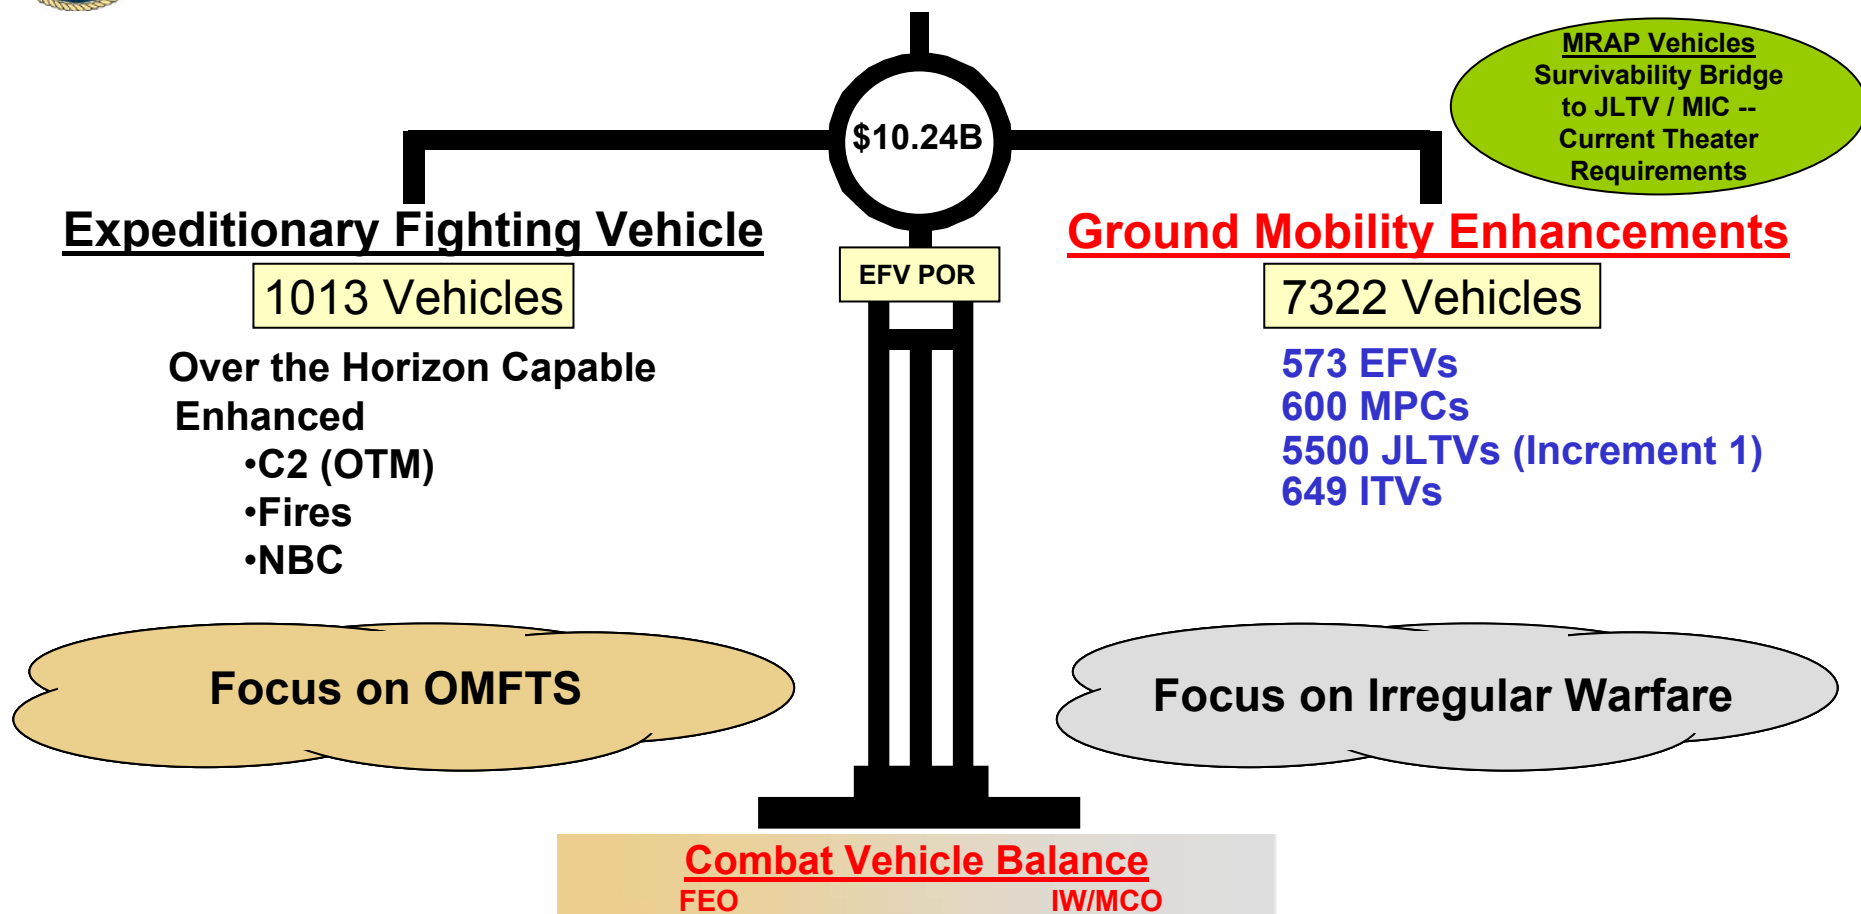 MRAP Vehicles
Survivability Bridge
to JLTV / MIC --
Current Theater
Requirements
$10.24B
EFV POR
Expeditionary Fighting Vehicle
1013 Vehicles
Over the Horizon Capable
Enhanced
•C2 (OTM)
•Fires
•NBC
Focus on OMFTS
Ground Mobility Enhancements
7322 Vehicles
573 EFVs
600 MPCs
5500 JLTVs (Increment 1)
649 ITVs
Focus on Irregular Warfare
Combat Vehicle Balance
FEO IW/MCO